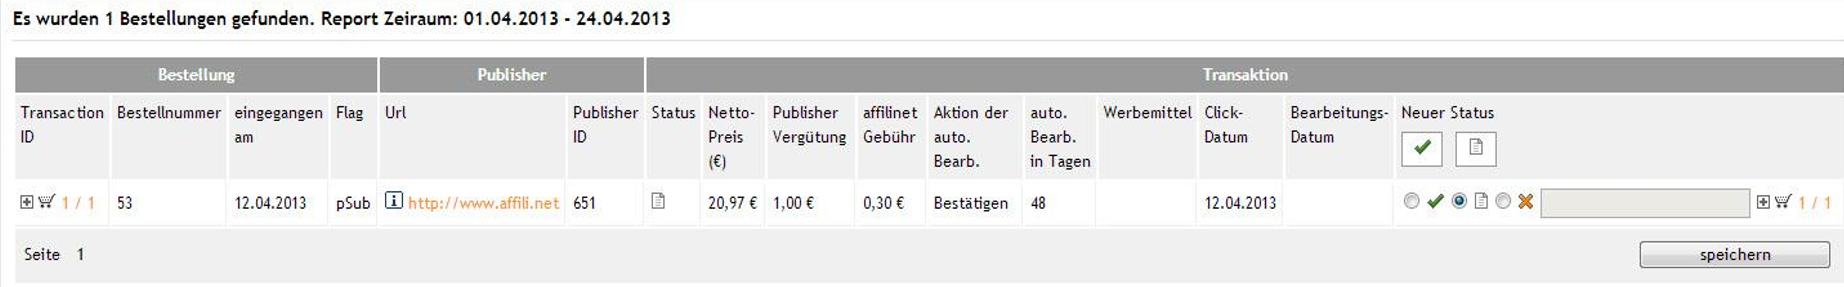 Es wurden 1 Bestellungen gefunden. Report Zeiraum: 01.04.2013 - 24.04.2013
Bestellung Publisher Transaktion
Transaction Bestellnummer eingegangen Flag Url Publisher Status Netto- Publisher affilinet Aktion der auto. Werbemittel Click- Bearbeitungs- Neuer Status
ID am ID Preis Vergütung Gebühr auto. Bearb. Datum Datum
(€) Bearb. in Tagen
1 / 1 53 12.04.2013 pSub http://www.affili.net 651 20,97 € 1,00 € 0,30 € Bestätigen 48 12.04.2013 1 / 1
Seite 1 speichern